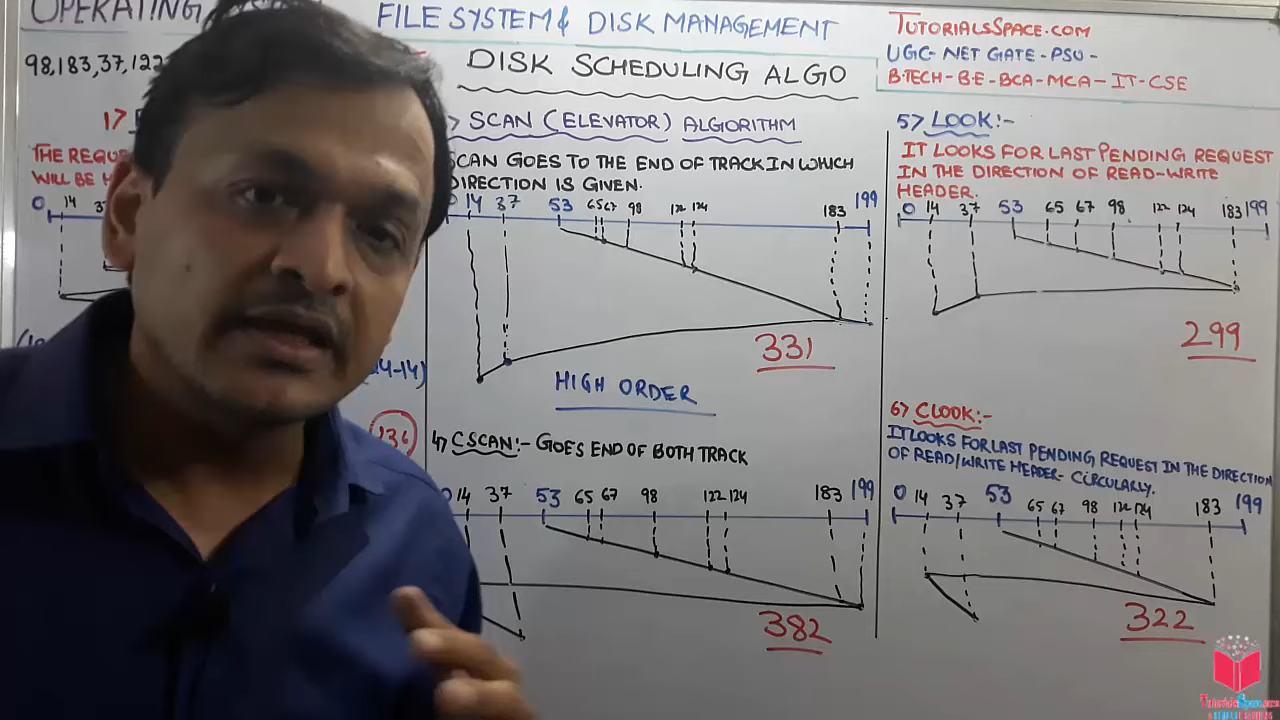 OPERATING
FILE SYSTEM & DISK MANAGEMENT
TUTORIALSSPACE.COM
UGC-NET GATE-PSU-
B.TECH-B.E-BCA-MCA-IT-CSE
98,183,37,122
DISK SCHEDULING ALGO
1>
THE REQUE
WILL BE
0 14
136
SCAN (ELEVATOR) ALGORITHM
SCAN GOES TO THE END OF TRACK IN WHICH
DIRECTION IS GIVEN.
14 37 53 65 67 98 122 124 183 199
331
HIGH ORDER
4> CSCAN:- GOES END OF BOTH TRACK
0 14 37 53 65 67 98 122 124 183 199
382
5> LOOK:-
IT LOOKS FOR LAST PENDING REQUEST
IN THE DIRECTION OF READ-WRITE
HEADER.
0 14 37 53 65 67 98 122 124 183 199
299
6> CLOOK:-
IT LOOKS FOR LAST PENDING REQUEST IN THE DIRECTION
OF READ/WRITE HEADER- CIRCULARLY.
0 14 37 53 65 67 98 122 124 183 199
322
TutorialsSpace.com